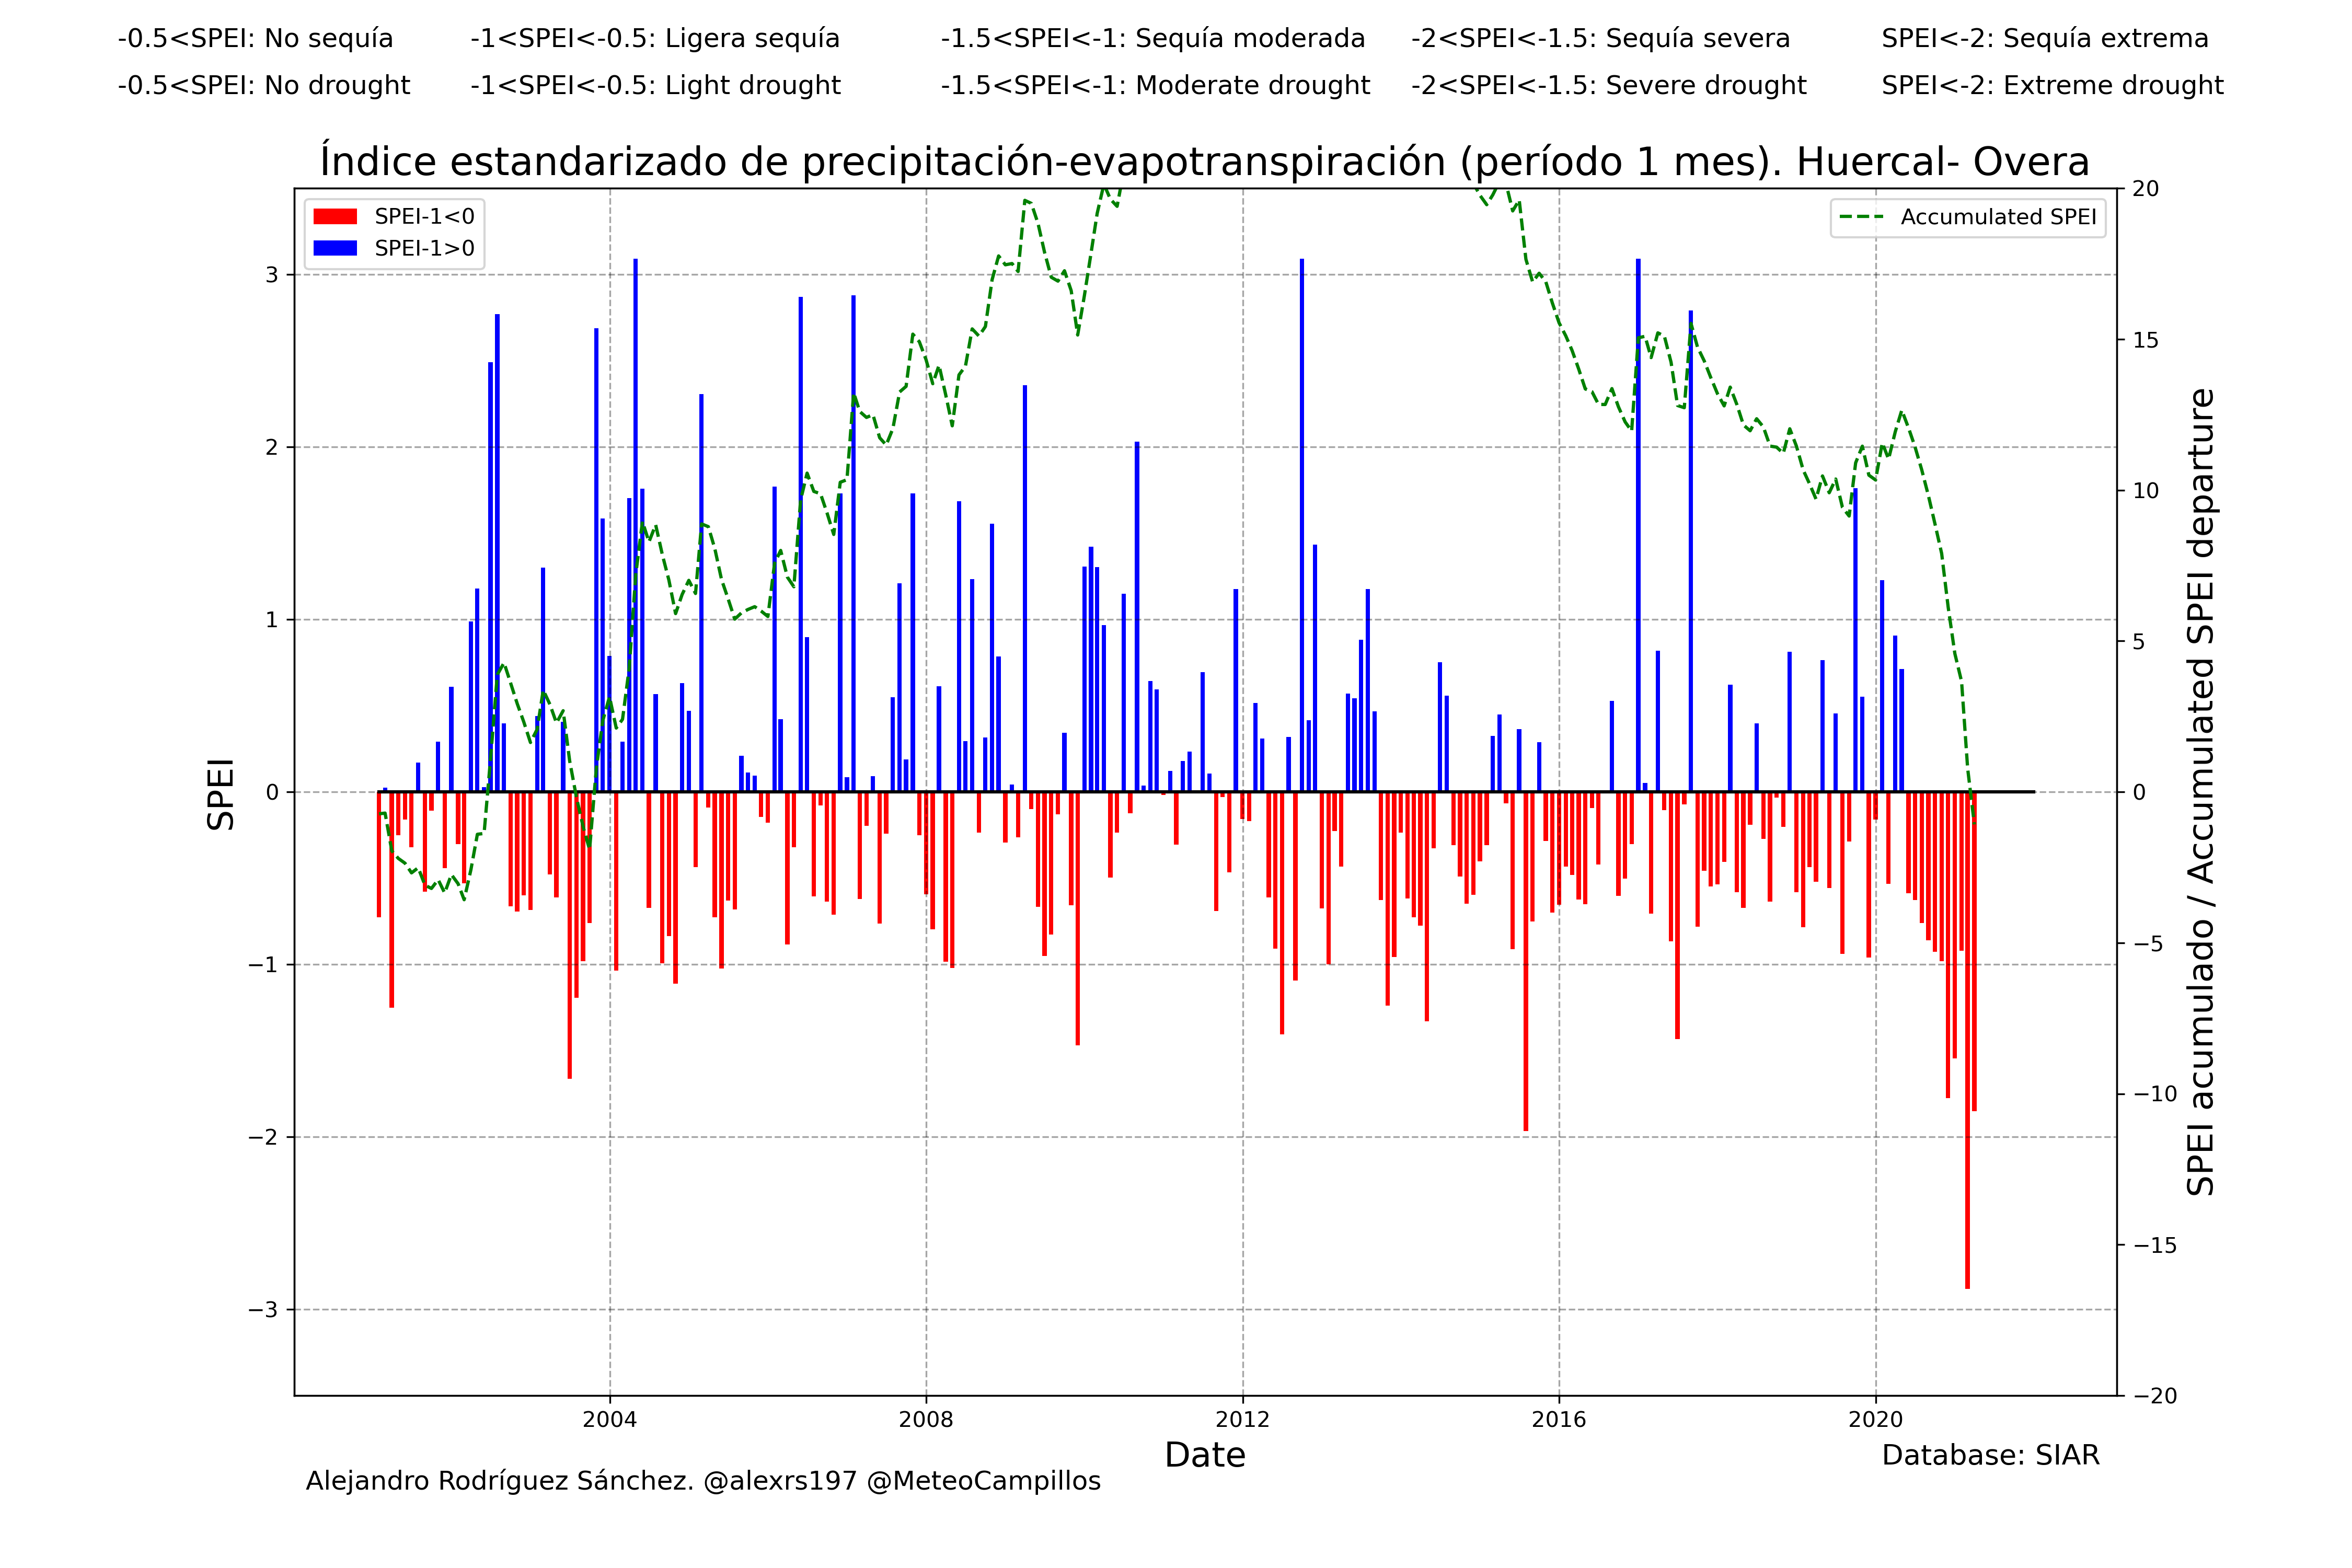 -0.5<SPEI: No sequía -1<SPEI<-0.5: Ligera sequía -1.5<SPEI<-1: Sequía moderada -2<SPEI<-1.5: Sequía severa SPEI<-2: Sequía extrema
-0.5<SPEI: No drought -1<SPEI<-0.5: Light drought -1.5<SPEI<-1: Moderate drought -2<SPEI<-1.5: Severe drought SPEI<-2: Extreme drought
Índice estandarizado de precipitación-evapotranspiración (período 1 mes). Huercal- Overa
SPEI-1<0
SPEI-1>0
Accumulated SPEI
SPEI
3
2
1
0
−1
−2
−3
20
15
10
5
0
−5
−10
−15
−20
SPEI acumulado / Accumulated SPEI departure
2004 2008 2012 2016 2020
Date
Database: SIAR
Alejandro Rodríguez Sánchez. @alexrs197 @MeteoCampillos